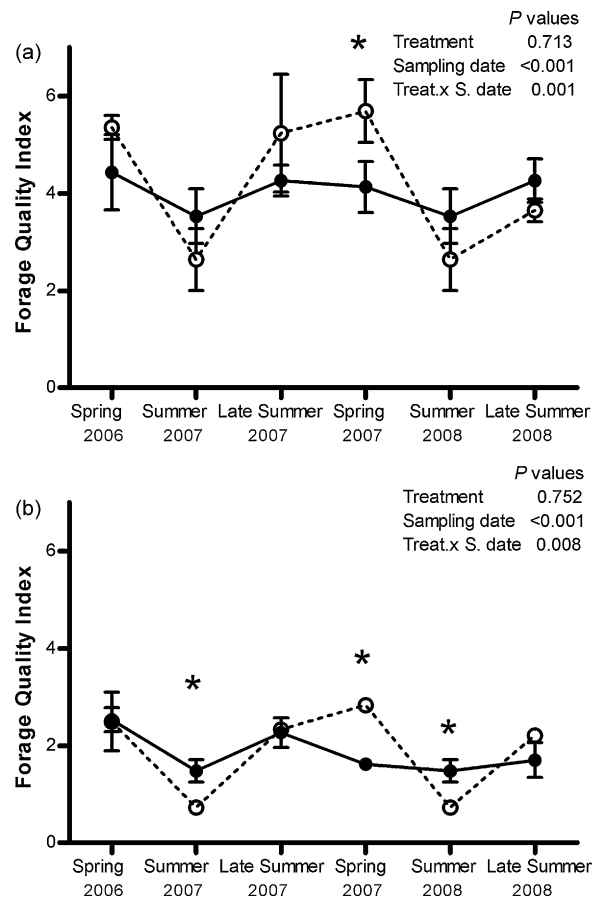 P values
(a)
*
Treatment 0.713
Sampling date <0.001
Treat.x S. date 0.001
6
4
2
0
Forage Quality Index
Spring Summer Late Summer Spring Summer Late Summer
2006 2007 2007 2007 2008 2008
P values
(b)
Treatment 0.752
Sampling date <0.001
Treat.x S. date 0.008
6
4
2
0
* * *
Forage Quality Index
Spring Summer Late Summer Spring Summer Late Summer
2006 2007 2007 2007 2008 2008